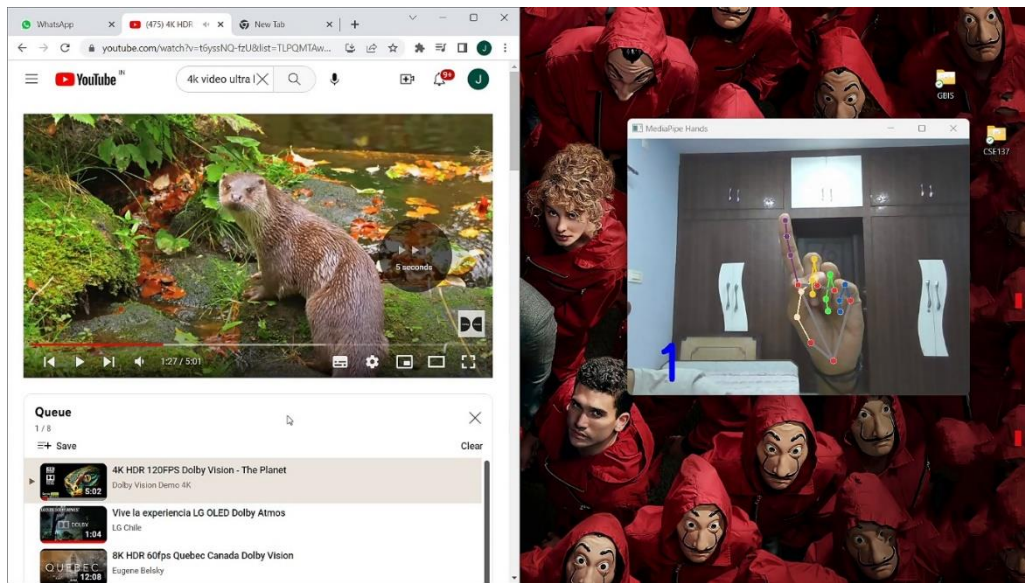 WhatsApp
(475) 4K HDR
New Tab
youtube.com/watch?v=t6yssNQ-fzU&list=TLPQMTAw...
J
YouTube IN
4k video ultra l
9+
J
5 seconds
1:27 / 5:01
Queue
1 / 8
Save
Clear
4K HDR 120FPS Dolby Vision - The Planet
Dolby Vision Demo 4K
5:02
Vive la experiencia LG OLED Dolby Atmos
LG Chile
1:04
8K HDR 60fps Quebec Canada Dolby Vision
Eugene Belsky
QUEBEC
12:08
GBIS
CSE137
MediaPipe Hands
1